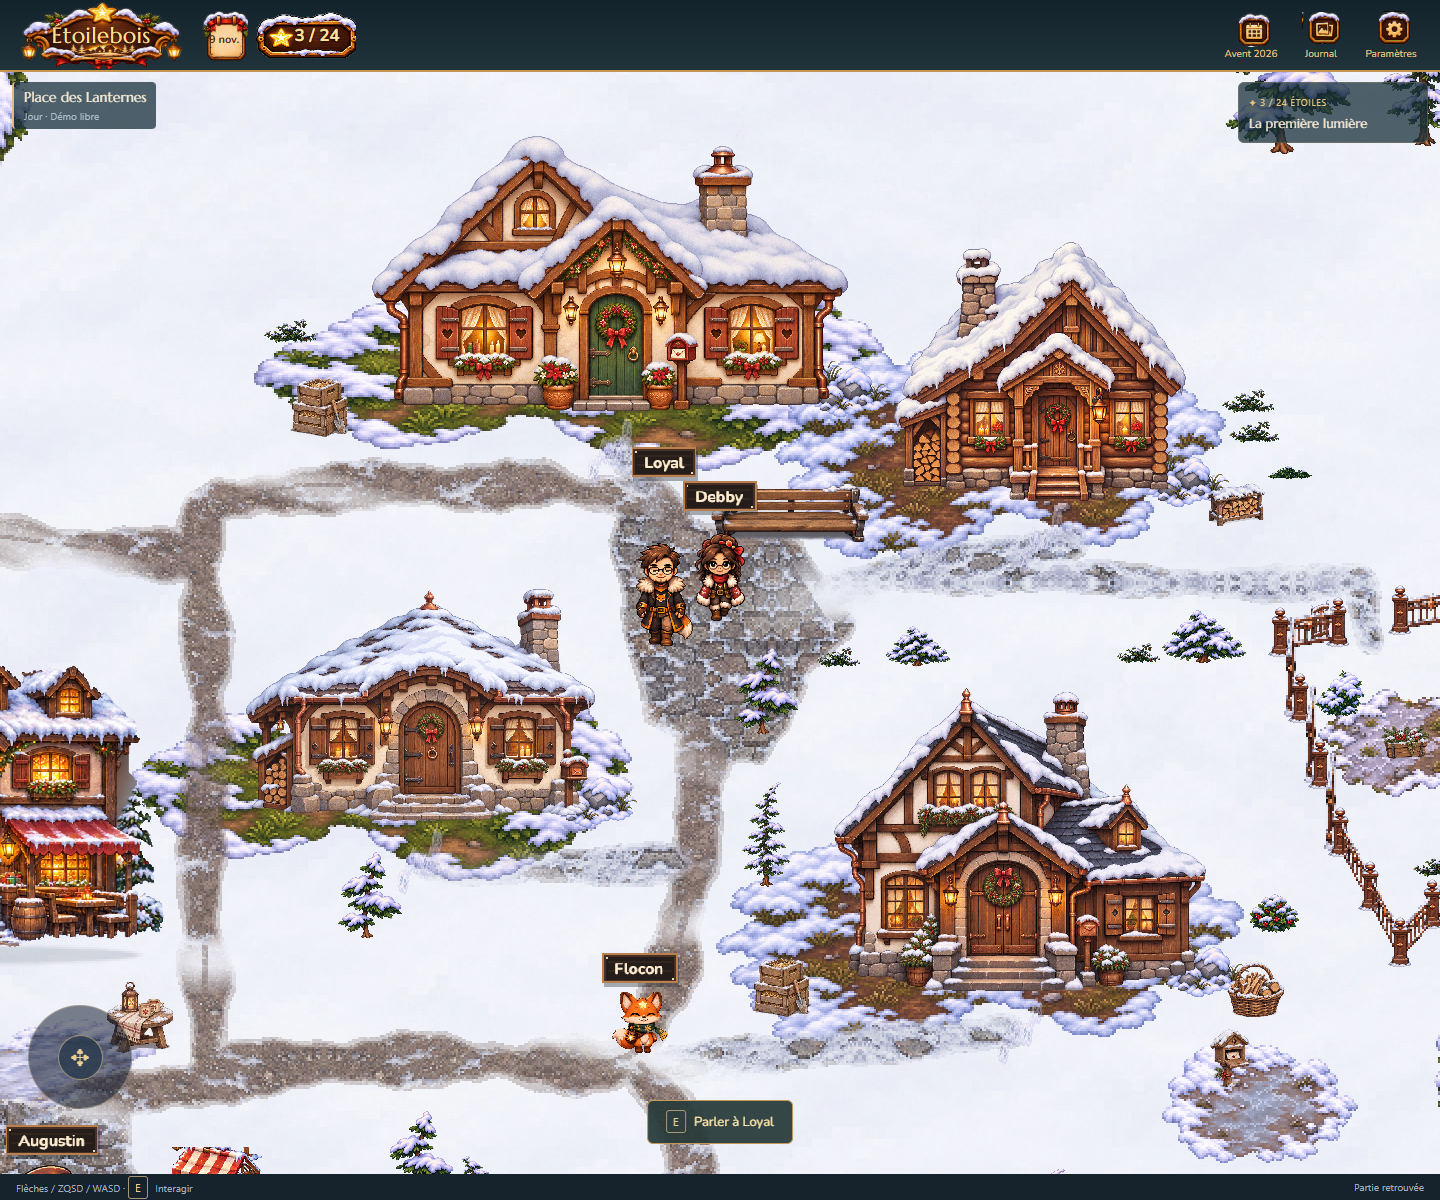 Etoilebois
9 nov.
3 / 24
Avent 2026
Journal
Paramètres
Place des Lanternes
Jour · Démo libre
3 / 24 ÉTOILES
La première lumière
Loyal
Debby
Flocon
E Parler à Loyal
Augustin
Flèches / ZQSD / WASD · E Interagir
Partie retrouvée